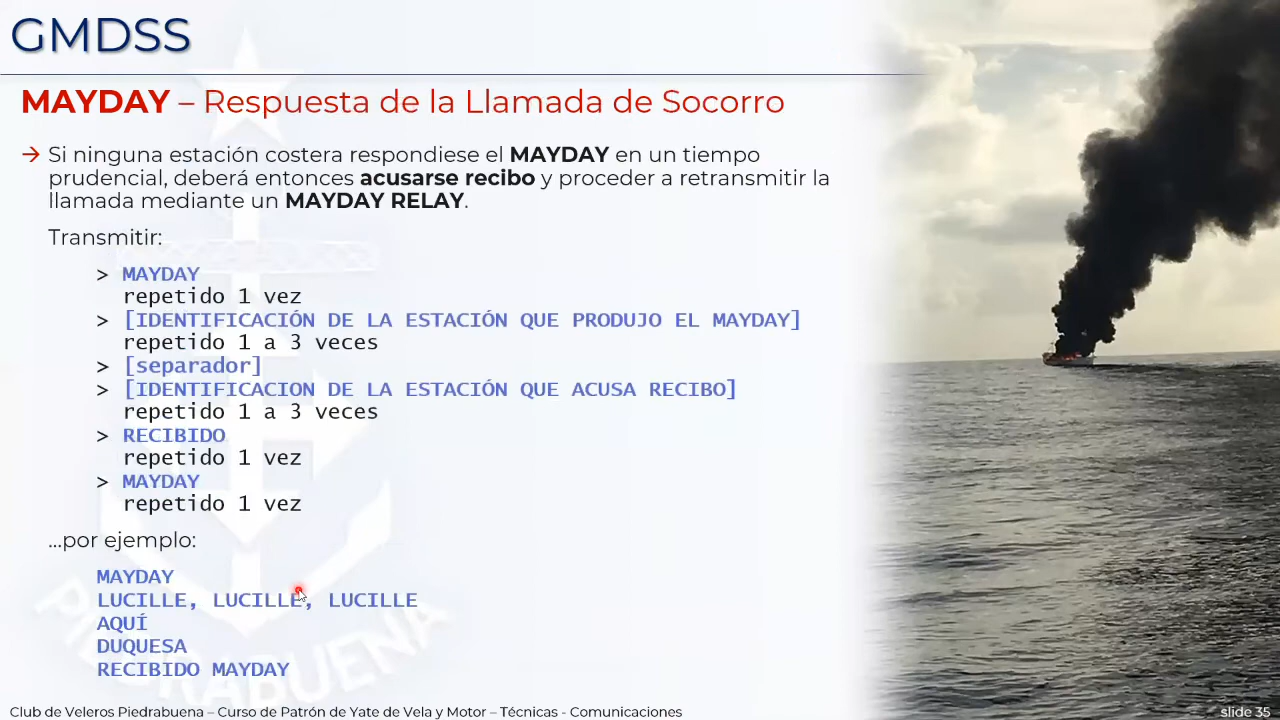 GMDSS
MAYDAY – Respuesta de la Llamada de Socorro
→ Si ninguna estación costera respondiese el MAYDAY en un tiempo
prudencial, deberá entonces acusarse recibo y proceder a retransmitir la
llamada mediante un MAYDAY RELAY.
Transmitir:
> MAYDAY
repetido 1 vez
> [IDENTIFICACIÓN DE LA ESTACIÓN QUE PRODUJO EL MAYDAY]
repetido 1 a 3 veces
> [separador]
> [IDENTIFICACION DE LA ESTACIÓN QUE ACUSA RECIBO]
repetido 1 a 3 veces
> RECIBIDO
repetido 1 vez
> MAYDAY
repetido 1 vez
...por ejemplo:
MAYDAY
LUCILLE, LUCILLE, LUCILLE
AQUÍ
DUQUESA
RECIBIDO MAYDAY
PIEDRABUENA
Club de Veleros Piedrabuena – Curso de Patrón de Yate de Vela y Motor – Técnicas - Comunicaciones
slide 35